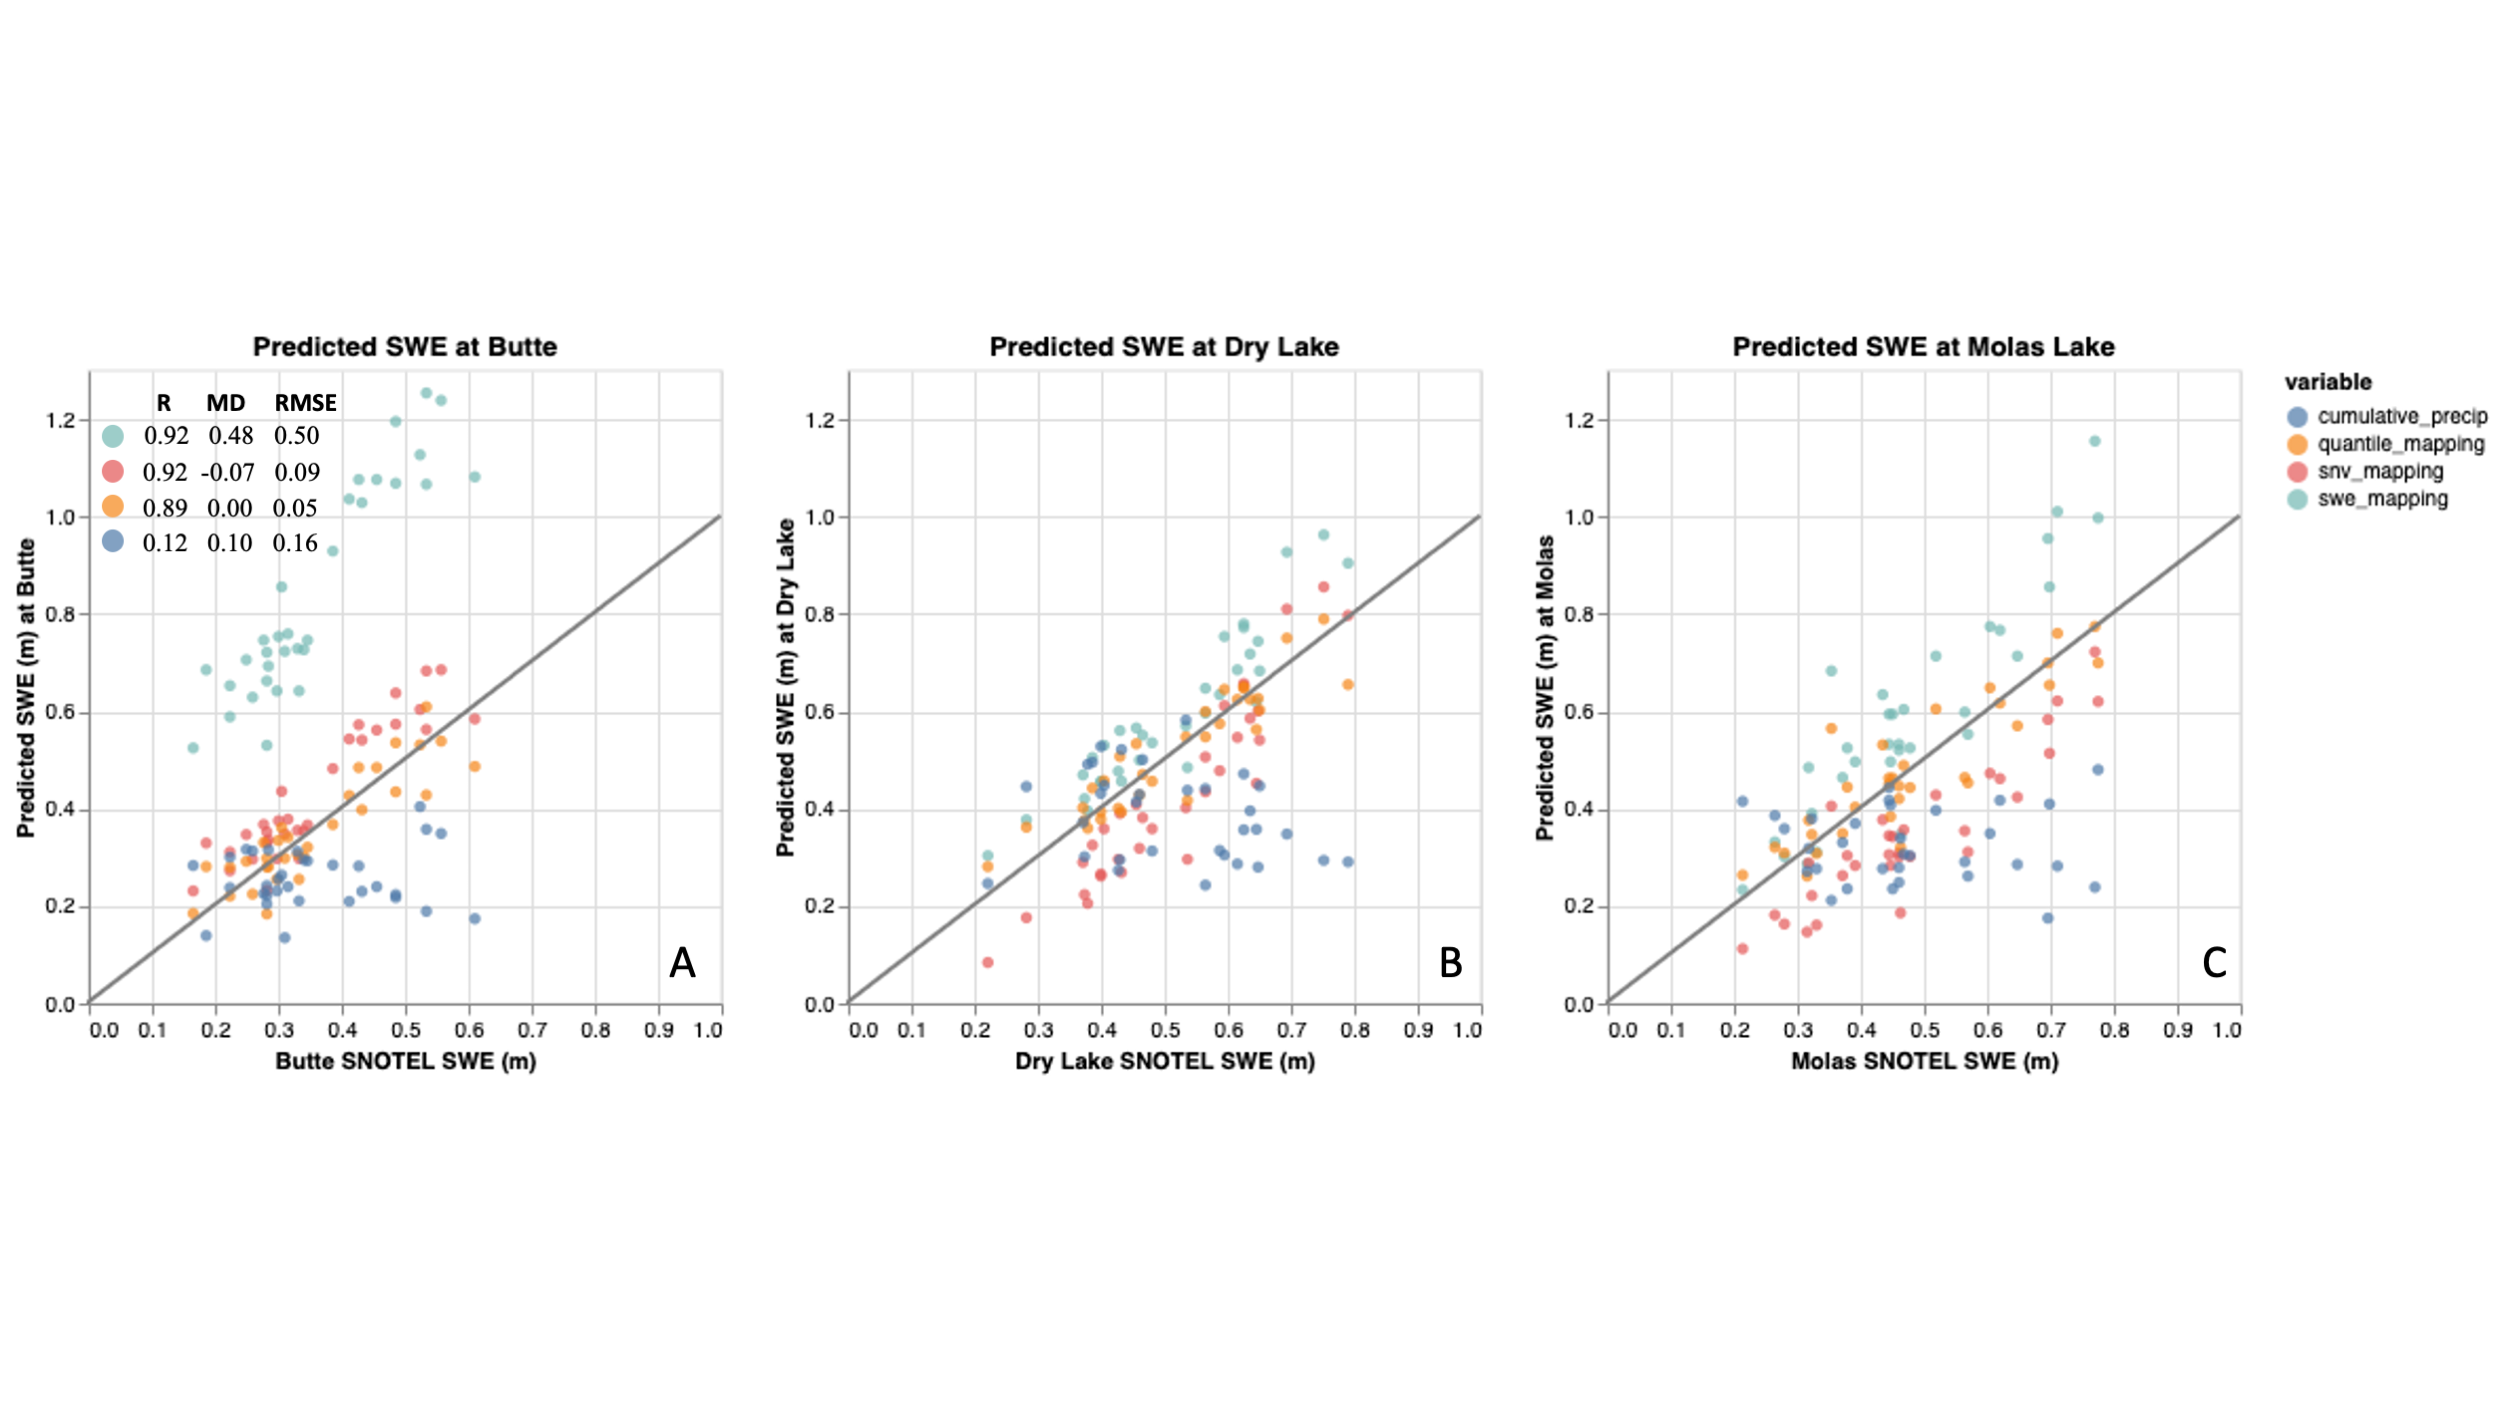 Predicted SWE at Butte
R MD RMSE
0.92 0.48 0.50
0.92 -0.07 0.09
0.89 0.00 0.05
0.12 0.10 0.16
Predicted SWE (m) at Butte
1.2
1.0
0.8
0.6
0.4
0.2
0.0
0.0 0.1 0.2 0.3 0.4 0.5 0.6 0.7 0.8 0.9 1.0
Butte SNOTEL SWE (m)
A
Predicted SWE at Dry Lake
Predicted SWE (m) at Dry Lake
1.2
1.0
0.8
0.6
0.4
0.2
0.0
0.0 0.1 0.2 0.3 0.4 0.5 0.6 0.7 0.8 0.9 1.0
Dry Lake SNOTEL SWE (m)
B
Predicted SWE at Molas Lake
Predicted SWE (m) at Molas
1.2
1.0
0.8
0.6
0.4
0.2
0.0
0.0 0.1 0.2 0.3 0.4 0.5 0.6 0.7 0.8 0.9 1.0
Molas SNOTEL SWE (m)
C
variable
cumulative_precip
quantile_mapping
snv_mapping
swe_mapping